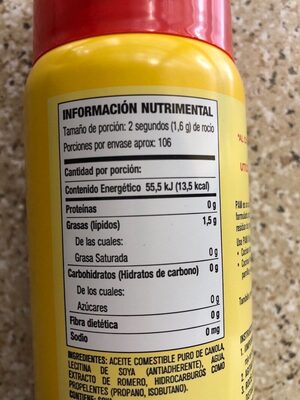 INFORMACIÓN NUTRIMENTAL
Tamaño de porción: 2 segundos (1,6 g) de rocío
Porciones por envase aprox: 106
Cantidad por porción:
Contenido Energético 55,5 kJ (13,5 kcal)
Proteínas 0 g
Grasas (lípidos) 1,5 g
De las cuales:
Grasa Saturada 0 g
Carbohidratos (Hidratos de carbono) 0 g
De los cuales:
Azúcares 0 g
Fibra dietética 0 g
Sodio 0 mg
INGREDIENTES: ACEITE COMESTIBLE PURO DE CANOLA,
LECITINA DE SOYA (ANTIADHERENTE), AGUA,
EXTRACTO DE ROMERO, HIDROCARBUROS COMO
PROPELENTES (PROPANO, ISOBUTANO).